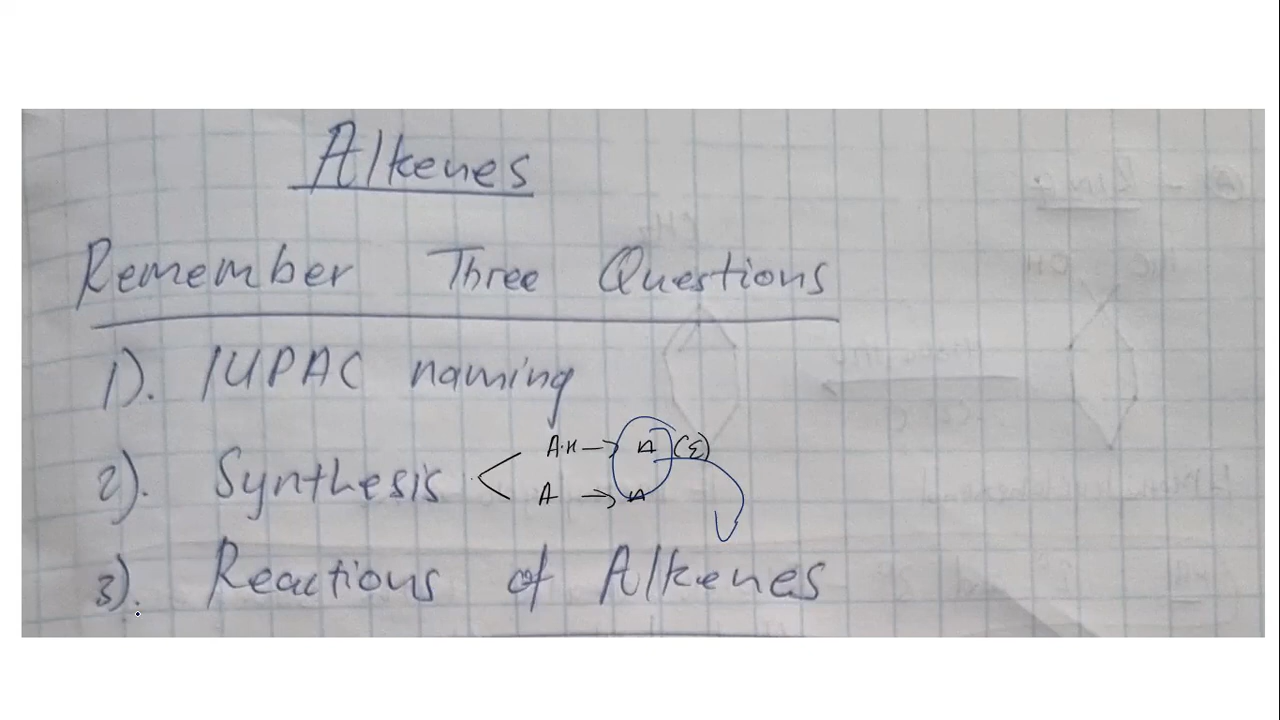 Alkenes
Remember Three Questions
1). IUPAC naming
2). Synthesis
A·H → A (E)
A → A
3). Reactions of Alkenes